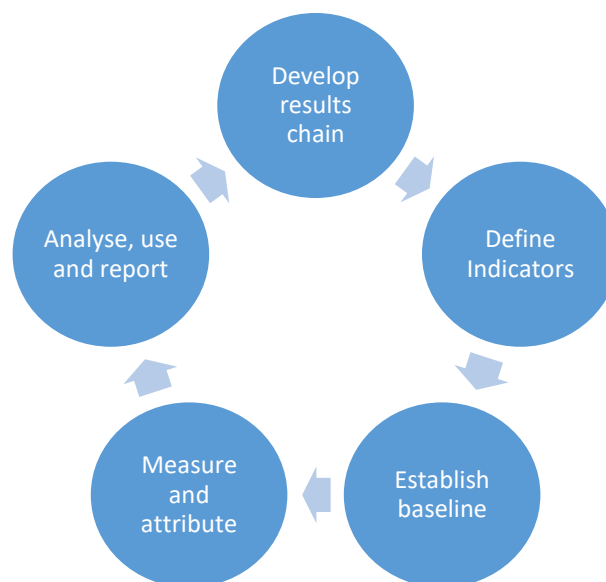 Develop
results
chain
Define
Indicators
Establish
baseline
Measure
and
attribute
Analyse, use
and report